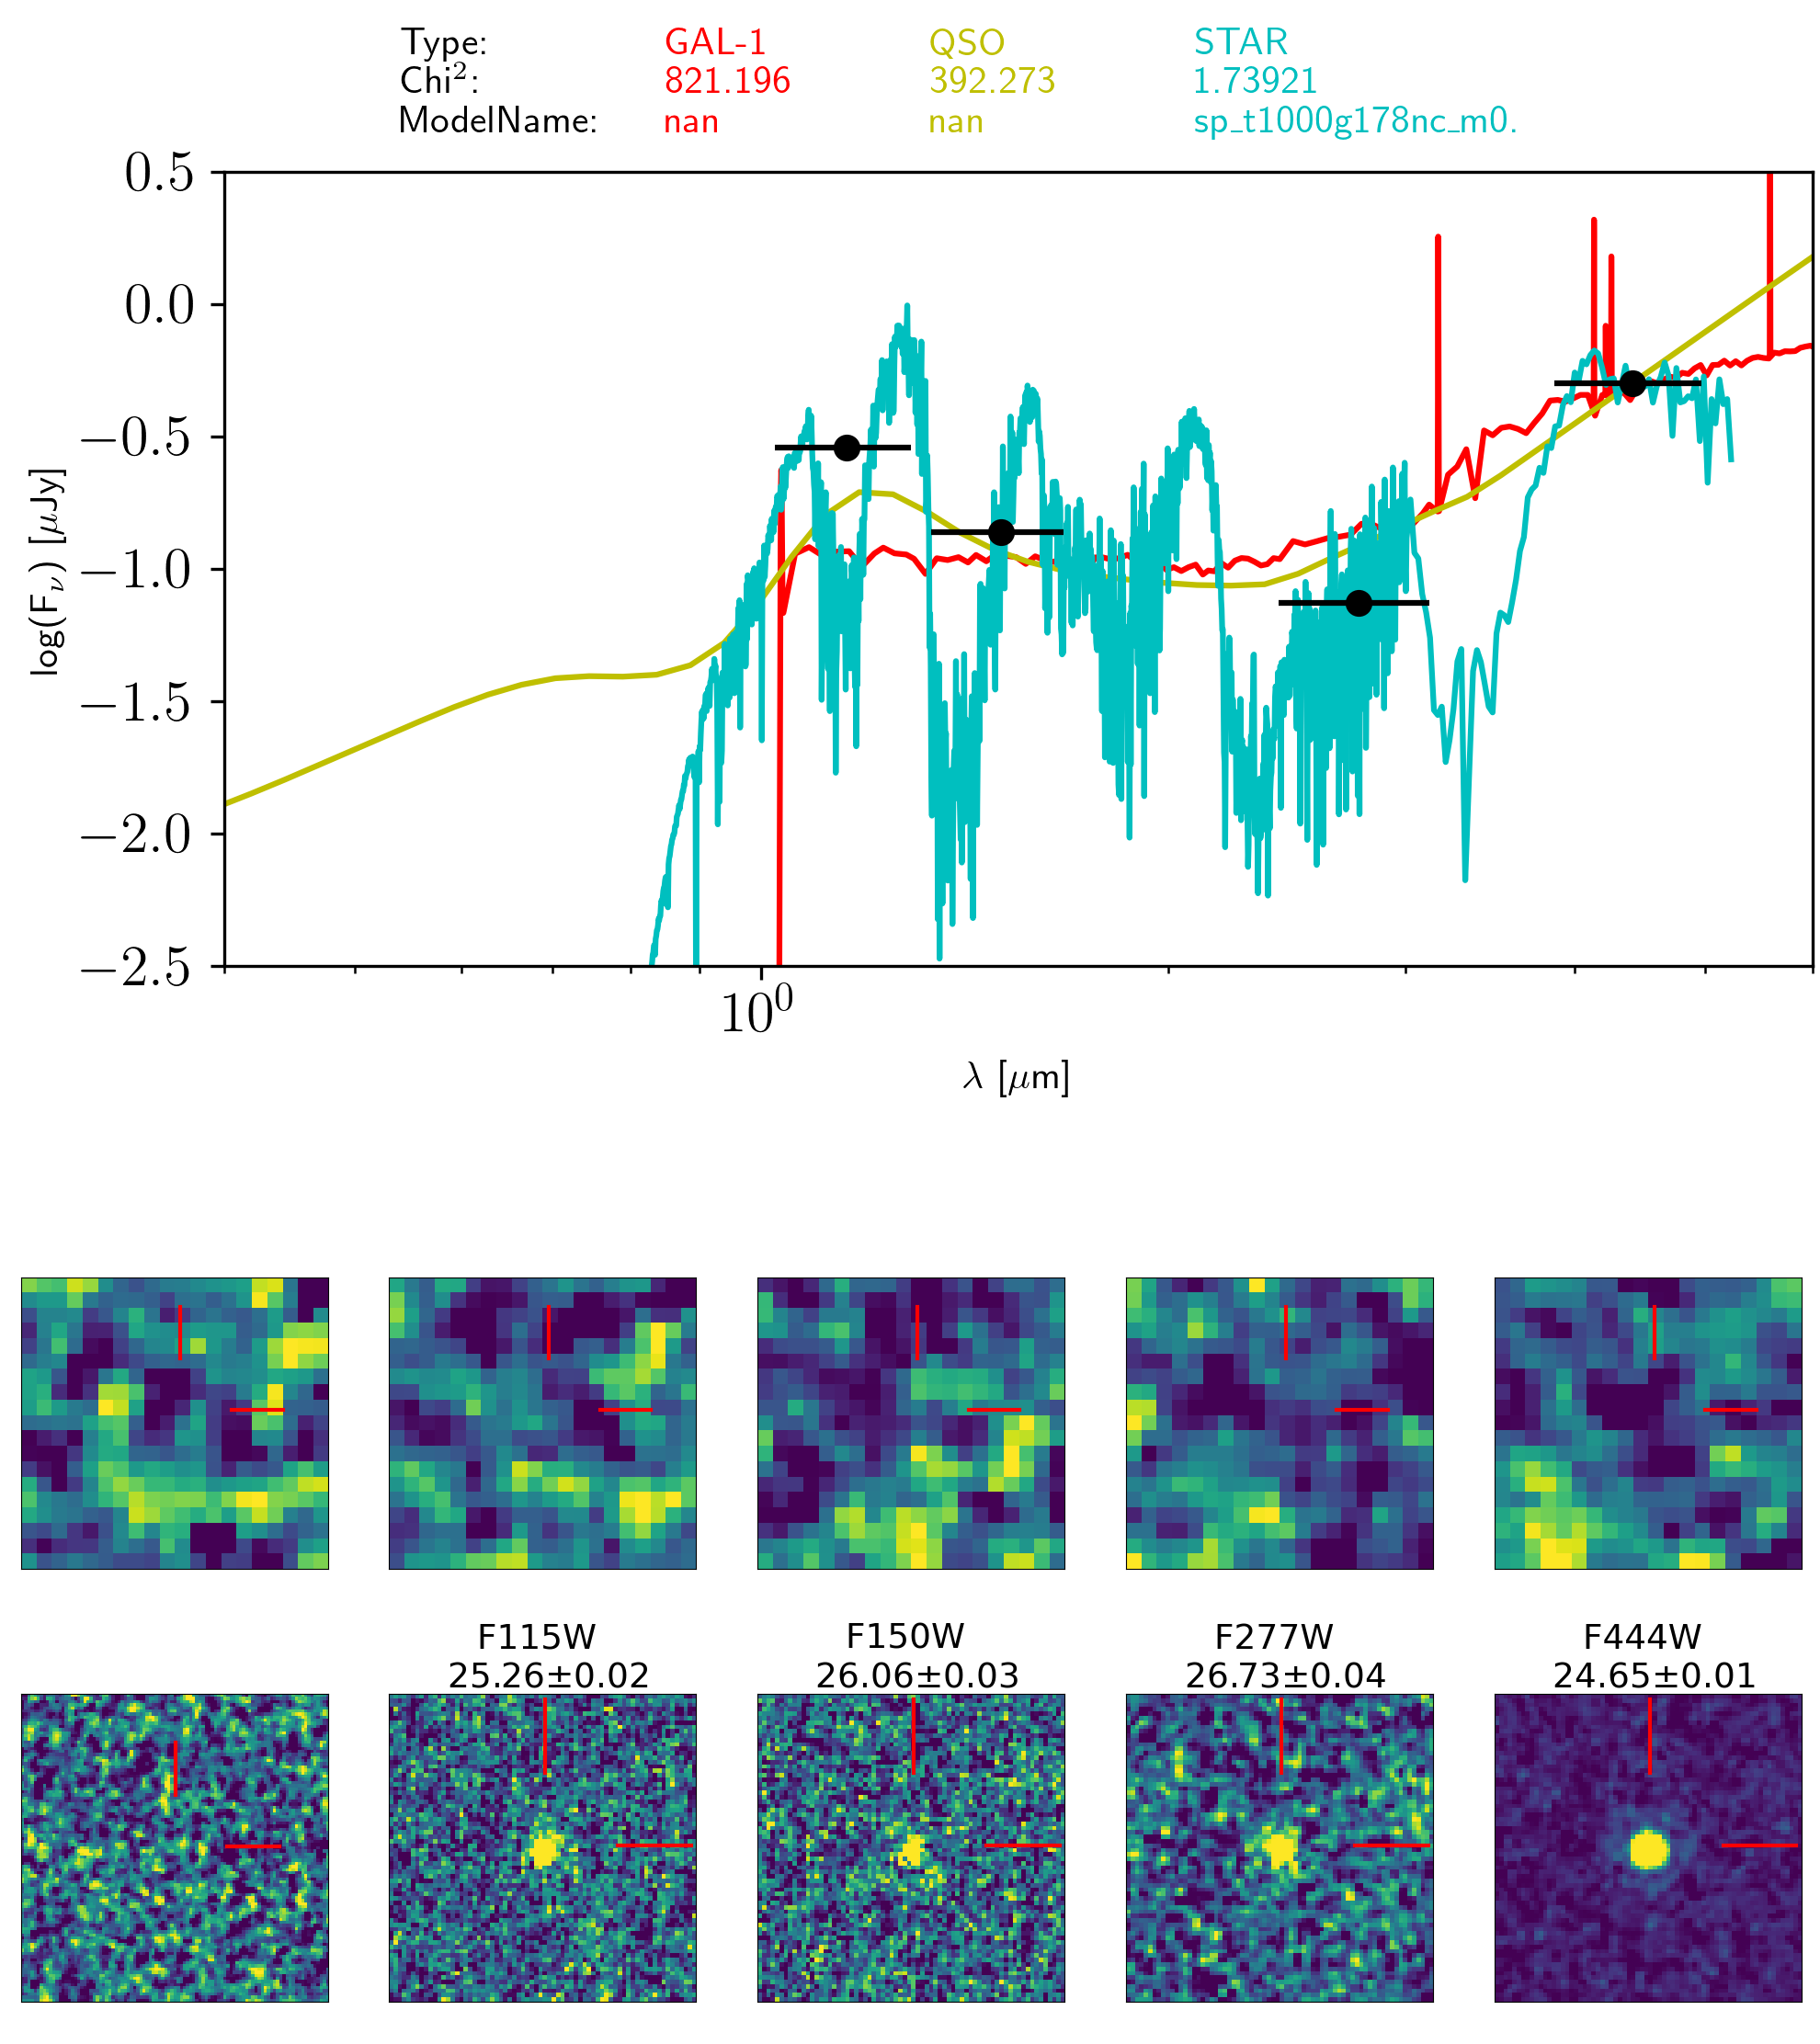 Type: GAL-1 QSO STAR
Chi²: 821.196 392.273 1.73921
ModelName: nan nan sp_t1000g178nc_m0.
0.5
0.0
−0.5
−1.0
−1.5
−2.0
−2.5
log(Fν) [μJy]
10⁰
λ [μm]
F115W F150W F277W F444W
25.26±0.02 26.06±0.03 26.73±0.04 24.65±0.01